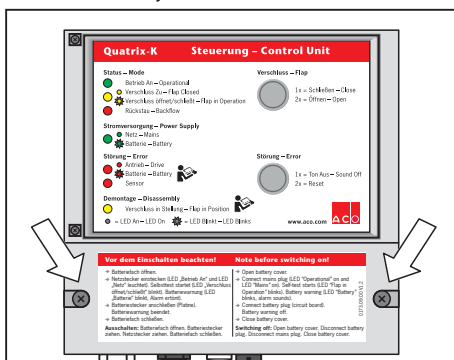 Quatrix-K Steuerung – Control Unit
Status – Mode
Betrieb An – Operational
Verschluss Zu – Flap Closed
Verschluss öffnet/schließt – Flap in Operation
Rückstau – Backflow
Verschluss – Flap
1x = Schließen – Close
2x = Öffnen – Open
Stromversorgung – Power Supply
Netz – Mains
Batterie – Battery
Störung – Error
Antrieb – Drive
Batterie – Battery
Sensor
Störung – Error
1x = Ton Aus – Sound Off
2x = Reset
Demontage – Disassembly
Verschluss in Stellung – Flap in Position
= LED An – LED On = LED Blinkt – LED Blinks
www.aco.com
ACO
Vor dem Einschalten beachten!
→ Batteriefach öffnen.
→ Netzstecker einstecken (LED „Betrieb An“ und LED
„Netz“ leuchtet). Selbsttest startet (LED „Verschluss
öffnet/schließt“ blinkt). Batteriewarnung (LED
„Batterie“ blinkt, Alarm ertönt).
→ Batteriestecker anschließen (Platine).
Batteriewarnung beendet.
→ Batteriefach schließen.
Ausschalten: Batteriefach öffnen. Batteriestecker
ziehen. Netzstecker ziehen. Batteriefach schließen.
Note before switching on!
→ Open battery cover.
→ Connect mains plug (LED "Operational" on and
LED "Mains" on). Self-test starts (LED "Flap in
Operation" blinks). Battery warning (LED "Battery"
blinks, alarm sounds).
→ Connect battery plug (circuit board).
Battery warning off.
→ Close battery cover.
Switching off: Open battery cover. Disconnect battery
plug. Disconnect mains plug. Close battery cover.